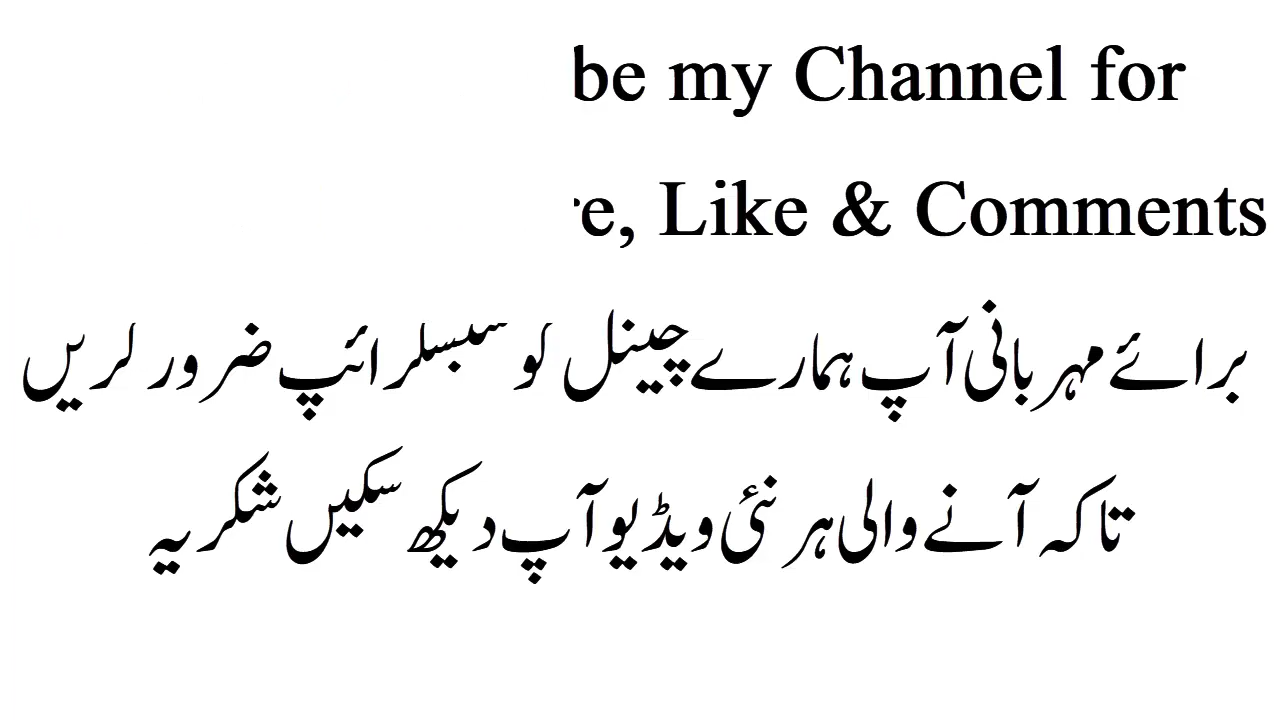 be my Channel for
e, Like & Comments
برائے مہربانی آپ ہمارے چینل کو سبسکرائپ ضرور کریں
تاکہ آنے والی ہر نئی ویڈیو آپ دیکھ سکیں شکریہ